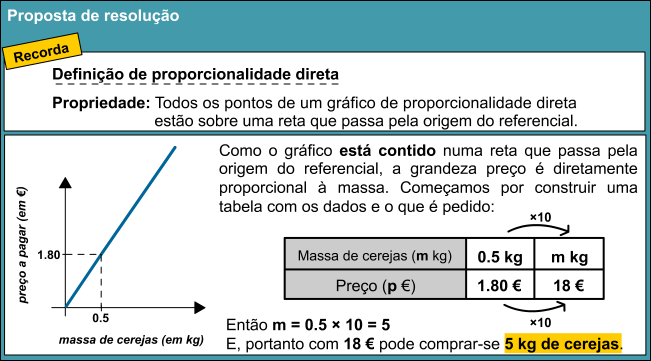 Proposta de resolução
Recorda
Definição de proporcionalidade direta
Propriedade: Todos os pontos de um gráfico de proporcionalidade direta
estão sobre uma reta que passa pela origem do referencial.
Como o gráfico está contido numa reta que passa pela
origem do referencial, a grandeza preço é diretamente
proporcional à massa. Começamos por construir uma
tabela com os dados e o que é pedido:
preço a pagar (em €)
1.80
0.5
massa de cerejas (em kg)
×10
Massa de cerejas (m kg) 0.5 kg m kg
Preço (p €) 1.80 € 18 €
×10
Então m = 0.5 × 10 = 5
E, portanto com 18 € pode comprar-se 5 kg de cerejas.